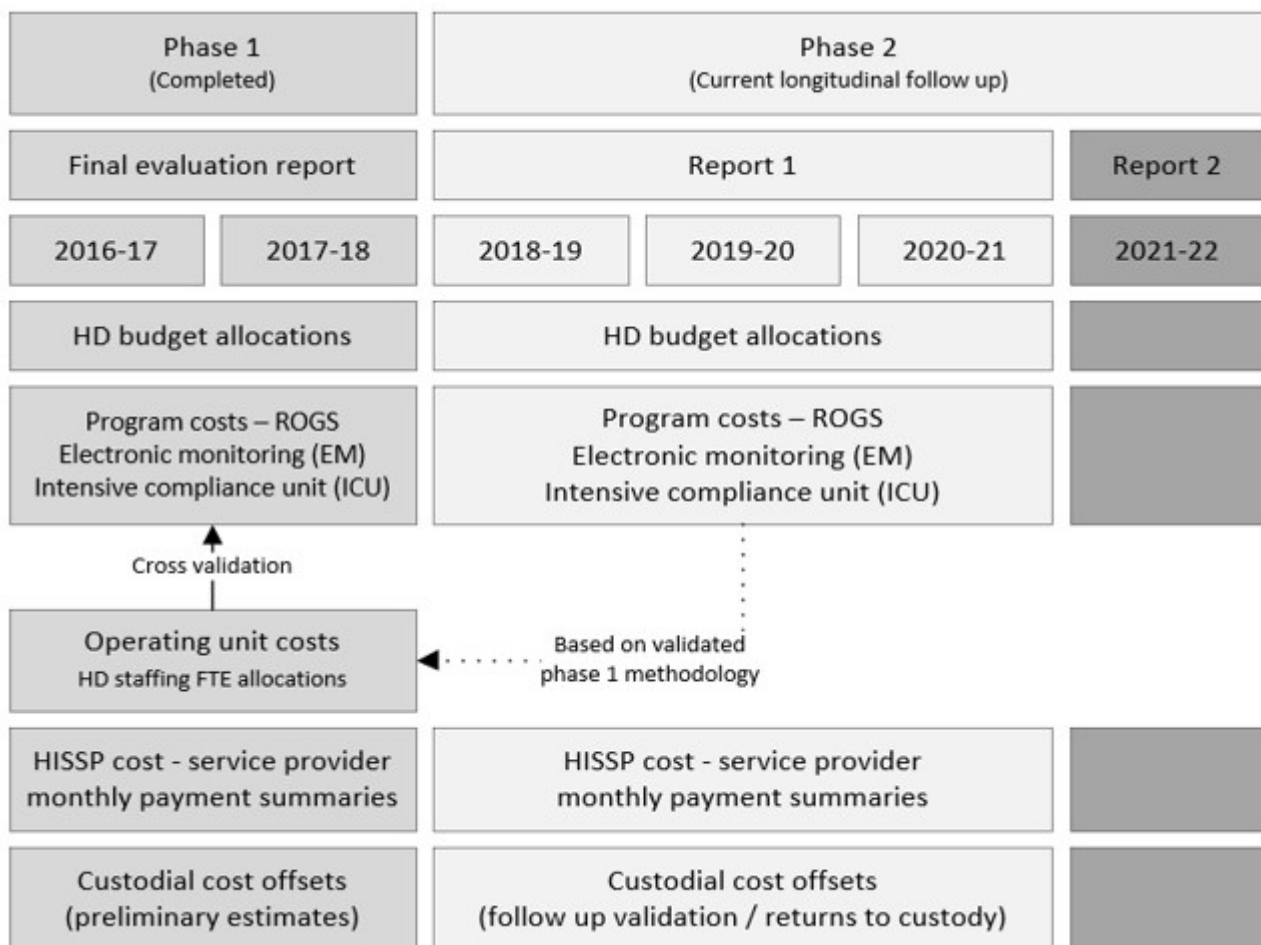 Phase 1
(Completed)
Phase 2
(Current longitudinal follow up)
Final evaluation report
Report 1
Report 2
2016-17
2017-18
2018-19
2019-20
2020-21
2021-22
HD budget allocations
HD budget allocations
Program costs – ROGS
Electronic monitoring (EM)
Intensive compliance unit (ICU)
Program costs – ROGS
Electronic monitoring (EM)
Intensive compliance unit (ICU)
Cross validation
Operating unit costs
HD staffing FTE allocations
Based on validated
phase 1 methodology
HISSP cost - service provider
monthly payment summaries
HISSP cost - service provider
monthly payment summaries
Custodial cost offsets
(preliminary estimates)
Custodial cost offsets
(follow up validation / returns to custody)